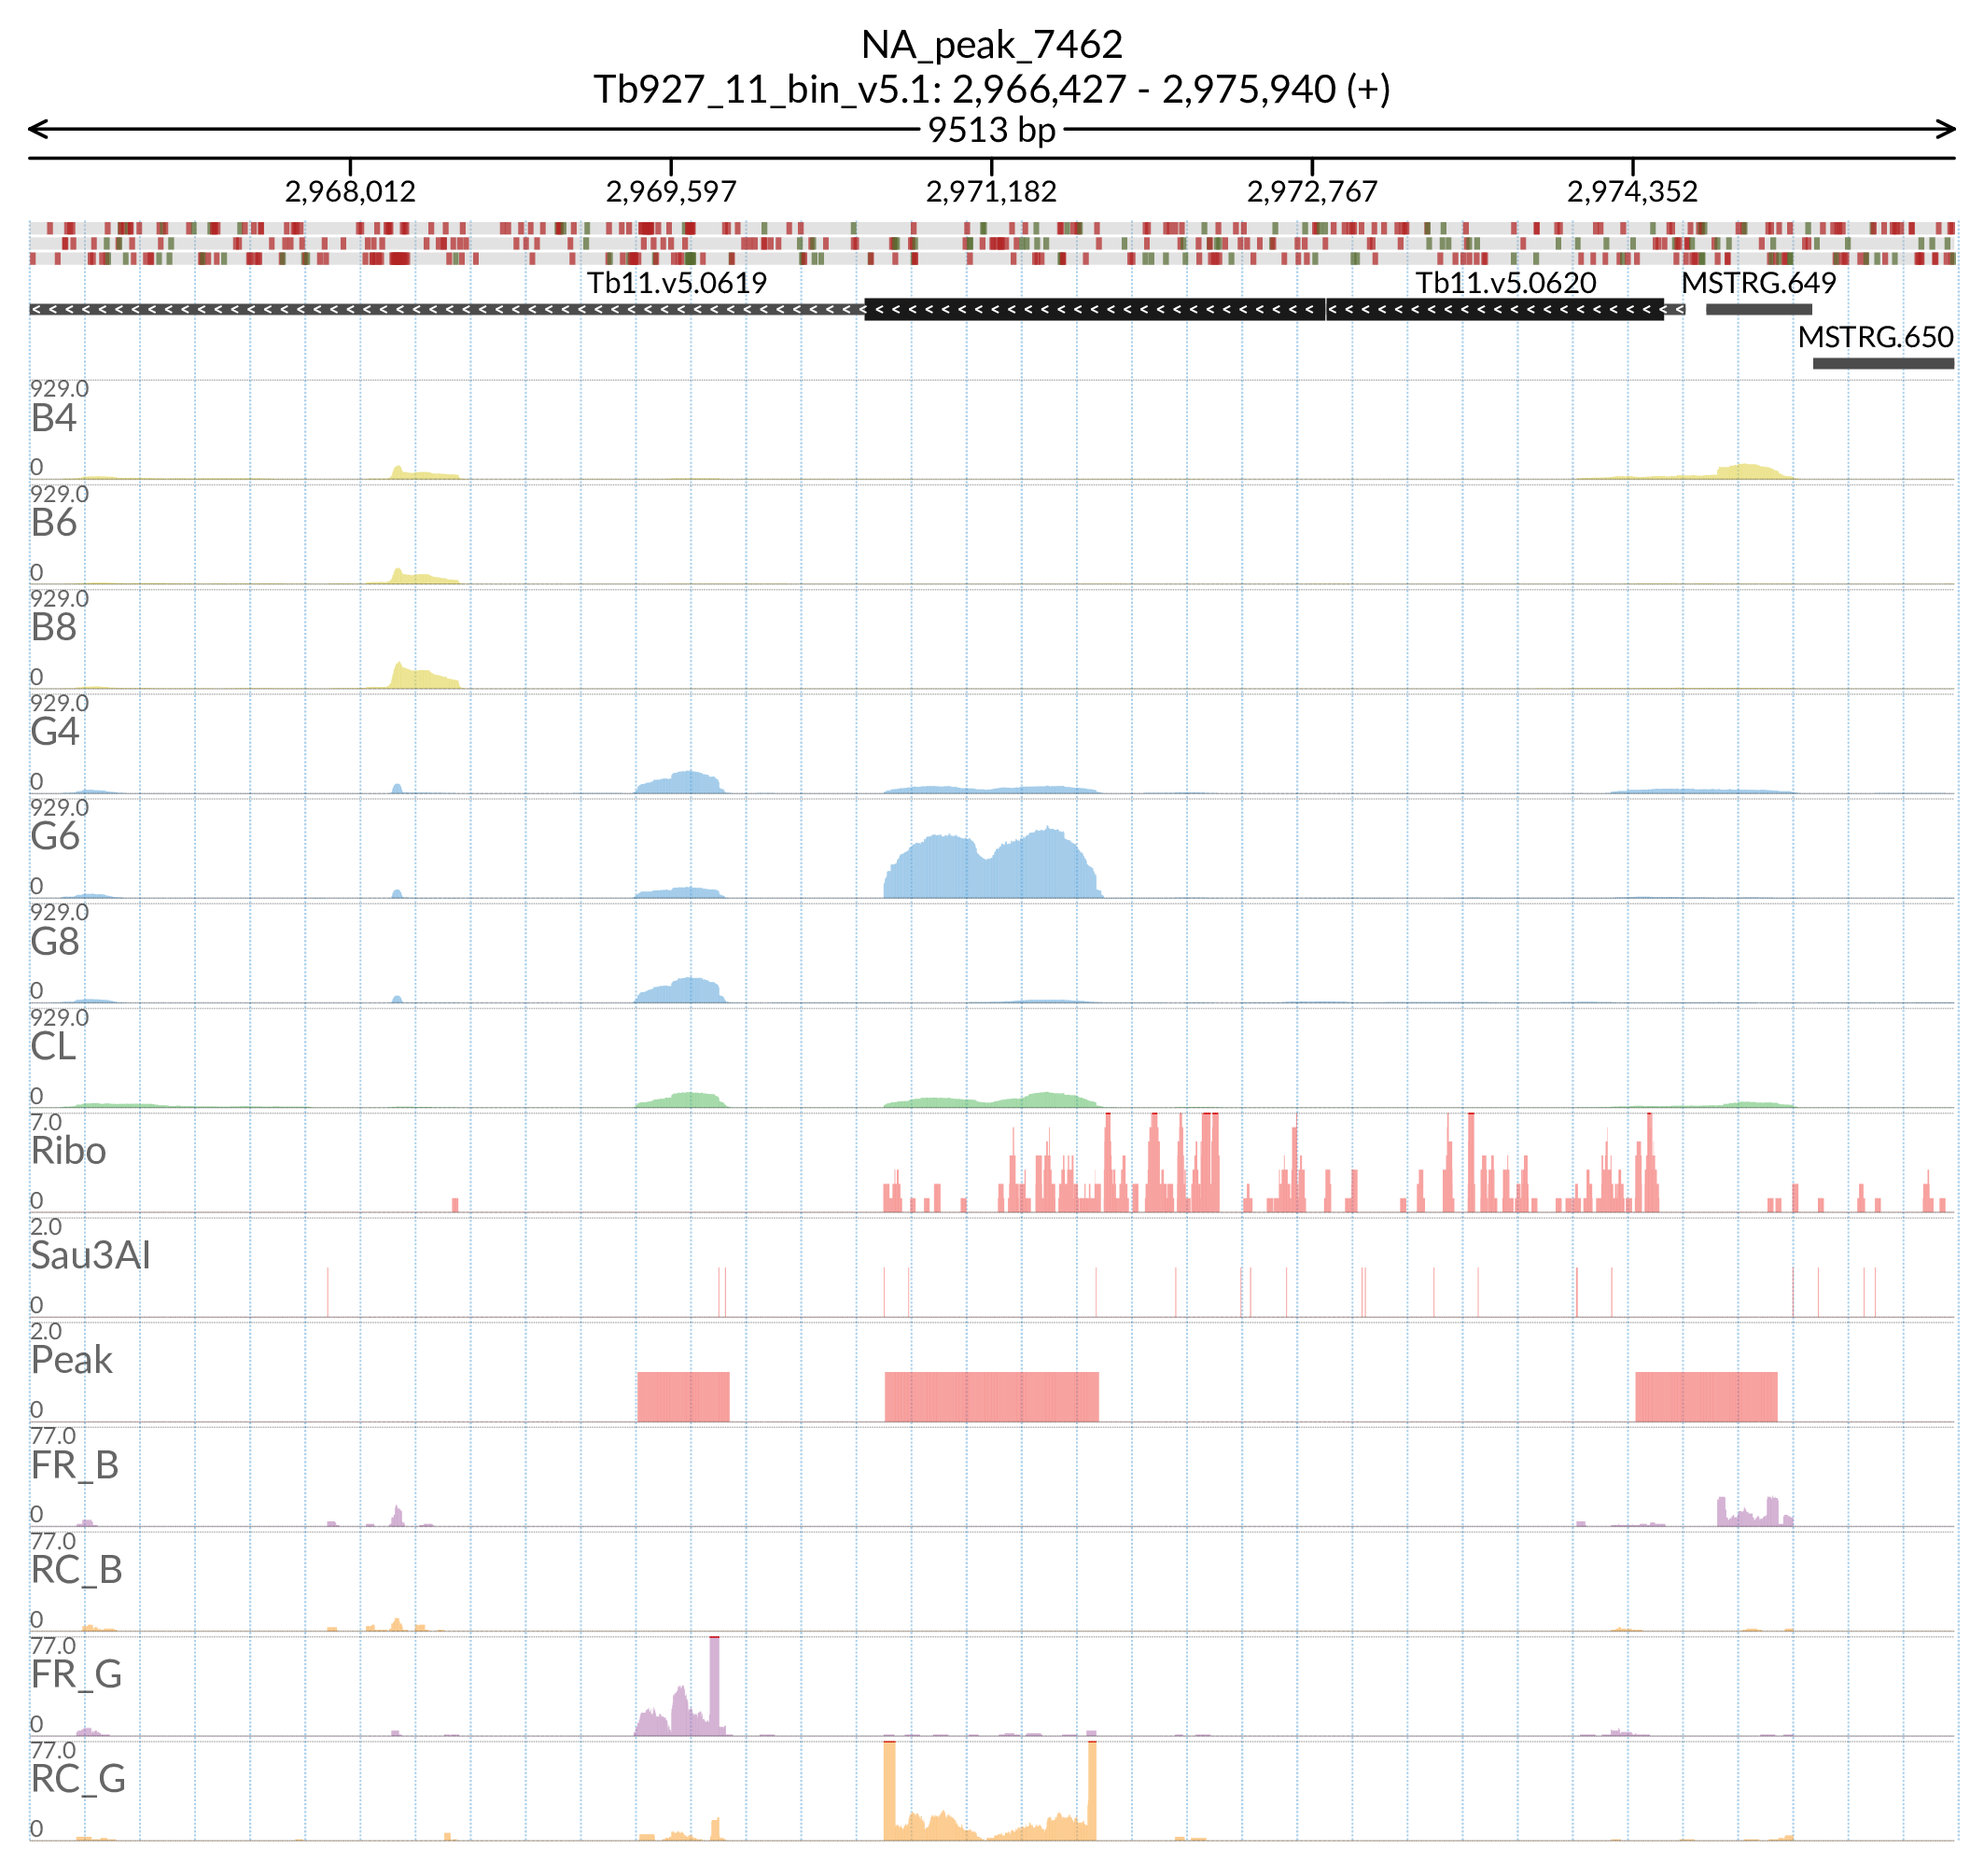 NA_peak_7462
Tb927_11_bin_v5.1: 2,966,427 - 2,975,940 (+)
9513 bp
2,968,012 2,969,597 2,971,182 2,972,767 2,974,352
Tb11.v5.0619 Tb11.v5.0620 MSTRG.649
MSTRG.650
929.0
B4
0
929.0
B6
0
929.0
B8
0
929.0
G4
0
929.0
G6
0
929.0
G8
0
929.0
CL
0
7.0
Ribo
0
2.0
Sau3AI
0
2.0
Peak
0
77.0
FR_B
0
77.0
RC_B
0
77.0
FR_G
0
77.0
RC_G
0